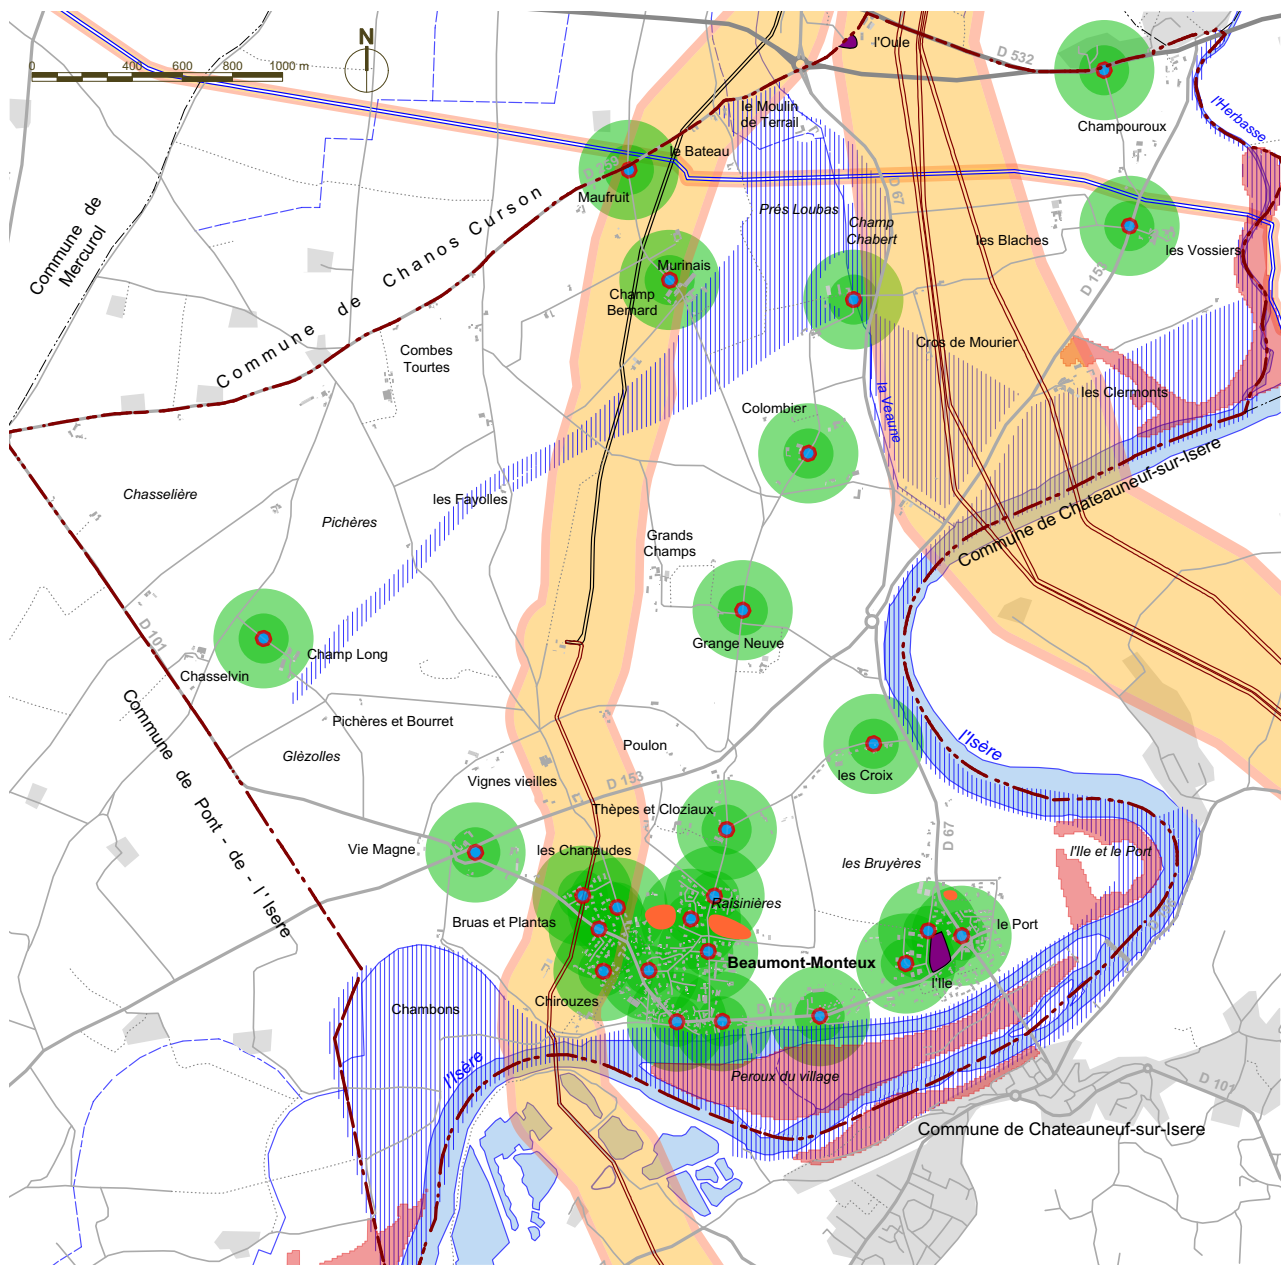 N
0 400 600 800 1000 m
l'Ouie
D 532
Champouroux
l'Herbasse
le Moulin
de Terrail
le Bateau
D 259
Maufruit
Commune de
Mercurol
Commune de Chanos Curson
Prés Loubas
D 67
Champ
Chabert
les Blaches
D 153
les Vossiers
Murinais
Champ
Bernard
Combes
Tourtes
Cros de Mourier
les Clermonts
Colombier
la Veaune
Commune de Chateauneuf-sur-Isere
Chasselière
Pichères
les Fayolles
Grands
Champs
Grange Neuve
D 101
Champ Long
Chasselvin
Commune de Pont - de - l'Isere
Pichères et Bourret
Glèzolles
Poulon
l'Isère
les Croix
Vignes vieilles
D 153
Thèpes et Cloziaux
Vie Magne
les Chanaudes
les Bruyères
D 67
l'Ile et le Port
Raisinières
Bruas et Plantas
le Port
Beaumont-Monteux
l'Ile
Chirouzes
Chambons
D 101
l'Isère
Peroux du village
D 101
Commune de Chateauneuf-sur-Isere